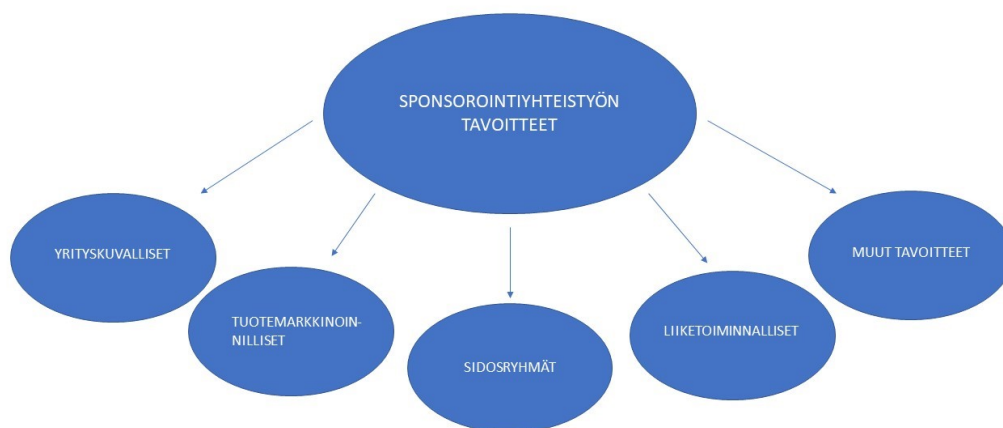 SPONSOROINTIYHTEISTYÖN
TAVOITTEET
YRITYSKUVALLISET
TUOTEMARKKINOIN-
NILLISET
SIDOSRYHMÄT
LIIKETOIMINNALLISET
MUUT TAVOITTEET